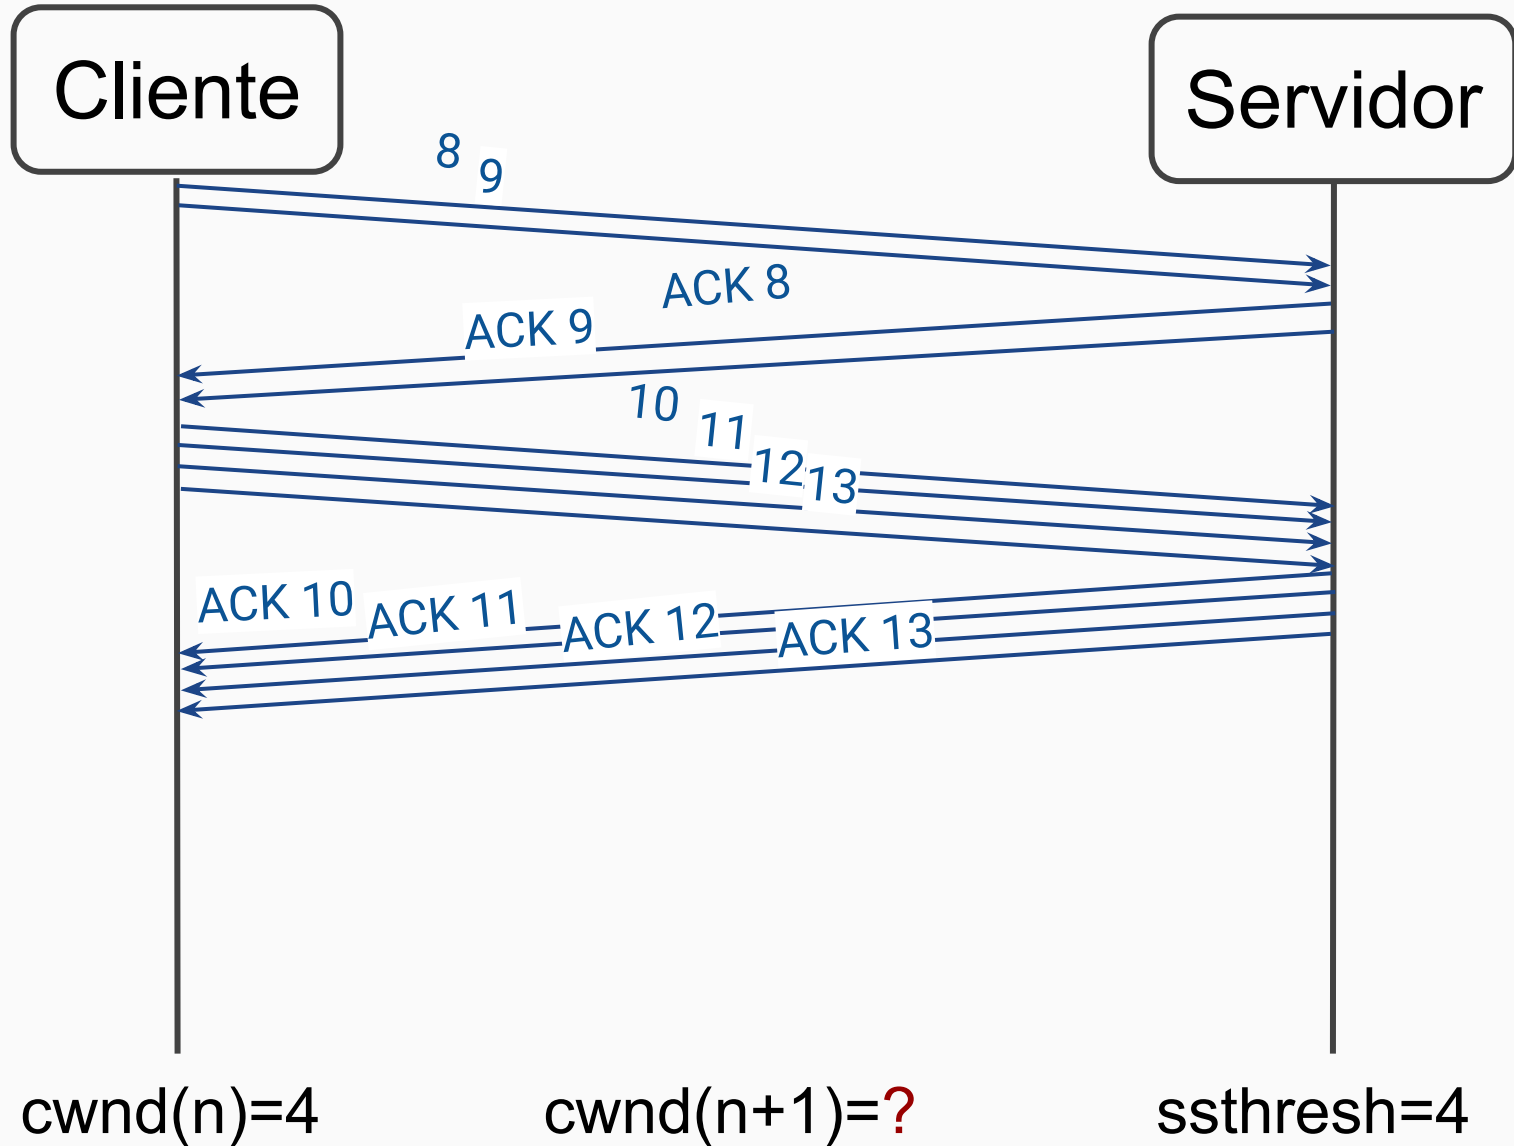 Cliente
Servidor
8
9
ACK 8
ACK 9
10
11
12
13
ACK 10
ACK 11
ACK 12
ACK 13
cwnd(n)=4
cwnd(n+1)=?
ssthresh=4